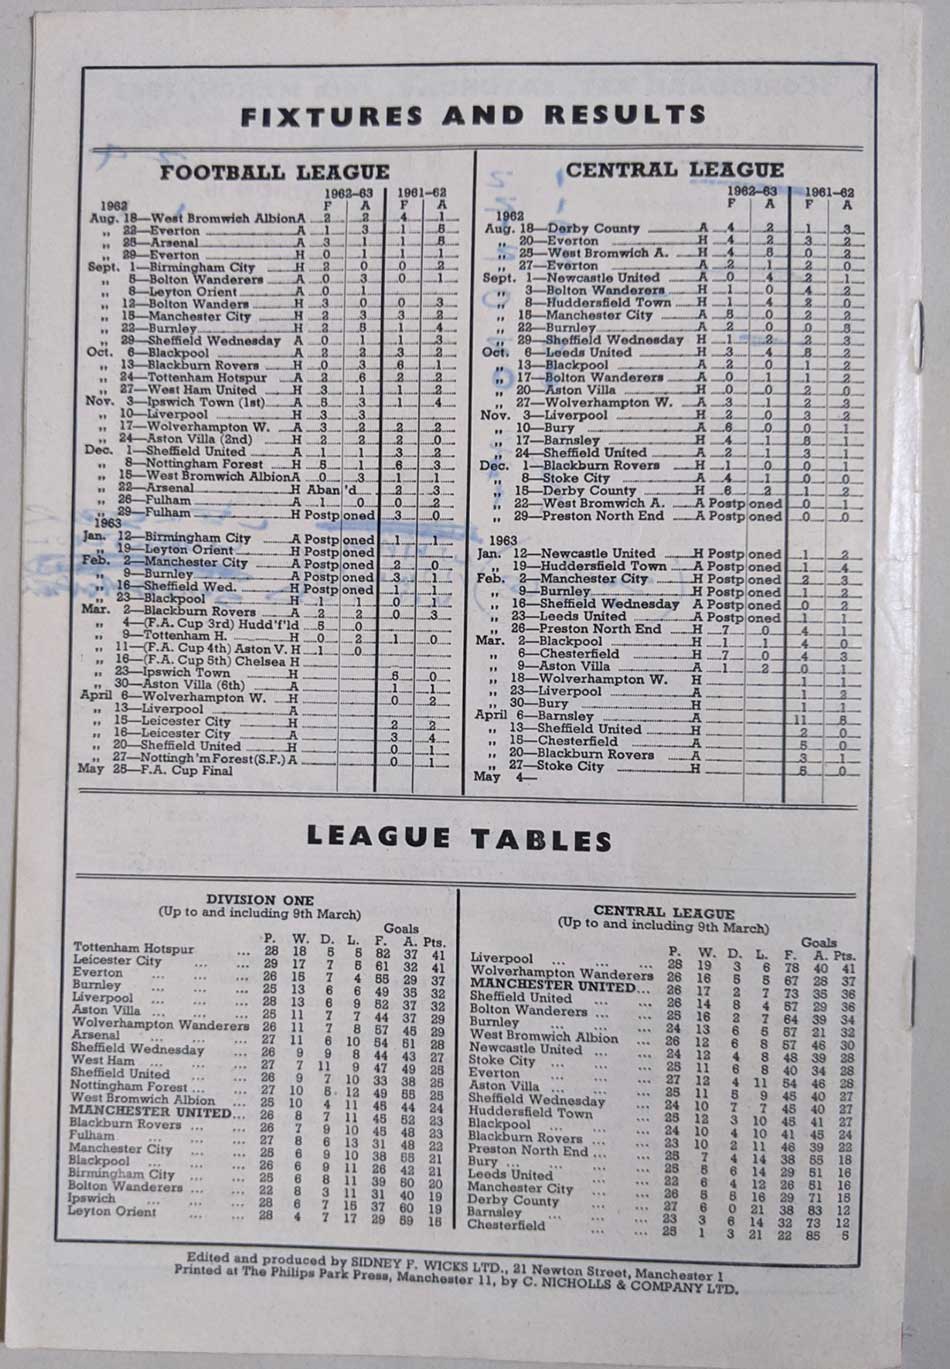 FIXTURES AND RESULTS
FOOTBALL LEAGUE
1962-63 1961-62
1962 F A F A
Aug. 18—West Bromwich Albion A 2 2 4 1
„ 22—Everton A 1 3 1 5
„ 25—Arsenal A 3 1 1 5
„ 29—Everton H 0 1 1 1
Sept. 1—Birmingham City H 2 0 0 2
„ 5—Bolton Wanderers A 0 3 0 1
„ 8—Leyton Orient A 0 1
„ 12—Bolton Wanders H 3 0 0 3
„ 15—Manchester City H 2 3 3 2
„ 22—Burnley H 2 5 1 4
„ 29—Sheffield Wednesday A 0 1 1 3
Oct. 6—Blackpool A 2 2 3 2
„ 13—Blackburn Rovers H 0 3 6 1
„ 24—Tottenham Hotspur A 2 6 2 2
„ 27—West Ham United H 3 1 1 2
Nov. 3—Ipswich Town (1st) A 5 3 1 4
„ 10—Liverpool H 3 3
„ 17—Wolverhampton W. A 3 2 2 2
„ 24—Aston Villa (2nd) H 2 2 2 0
Dec. 1—Sheffield United A 1 1 3 2
„ 8—Nottingham Forest H 5 1 6 3
„ 15—West Bromwich Albion A 0 3 1 1
„ 22—Arsenal H Aban'd 2 3
„ 26—Fulham A 1 0 0 2
„ 29—Fulham H Postponed 3 0
1963
Jan. 12—Birmingham City A Postponed 1 1
„ 19—Leyton Orient H Postponed
Feb. 2—Manchester City A Postponed 2 0
„ 9—Burnley A Postponed 3 1
„ 16—Sheffield Wed. H Postponed 1 1
„ 23—Blackpool H 1 1 0 1
Mar. 2—Blackburn Rovers A 2 2 0 3
„ 4—(F.A. Cup 3rd) Hudd'f'ld 5 0
„ 9—Tottenham H. H 0 2 1 0
„ 11—(F.A. Cup 4th) Aston V. H 1 0
„ 16—(F.A. Cup 5th) Chelsea H
„ 23—Ipswich Town H 5 0
„ 30—Aston Villa (6th) A 1 1
April 6—Wolverhampton W. H 0 2
„ 13—Liverpool A
„ 15—Leicester City H 2 2
„ 16—Leicester City A 3 4
„ 20—Sheffield United H 0 1
„ 27—Nottingh'm Forest (S.F.) A 0 1
May 25—F.A. Cup Final
CENTRAL LEAGUE
1962-63 1961-62
F A F A
1962
Aug. 18—Derby County A 4 2 1 3
„ 20—Everton H 4 2 3 2
„ 25—West Bromwich A. H 4 5 0 2
„ 27—Everton A 2 1 2 0
Sept. 1—Newcastle United A 0 4 2 1
„ 3—Bolton Wanderers H 1 0 4 2
„ 8—Huddersfield Town H 1 4 2 0
„ 15—Manchester City A 5 0 2 2
„ 22—Burnley A 2 0 0 5
„ 29—Sheffield Wednesday H 1 2 2 3
Oct. 6—Leeds United H 3 4 5 2
„ 13—Blackpool A 2 0 1 2
„ 17—Bolton Wanderers A 0 1 1 2
„ 20—Aston Villa H 0 0 2 2
„ 27—Wolverhampton W. A 3 1 2 3
Nov. 3—Liverpool H 2 0 3 2
„ 10—Bury A 6 0 0 1
„ 17—Barnsley H 4 1 5 1
„ 24—Sheffield United A 2 1 3 1
Dec. 1—Blackburn Rovers H 1 0 0 1
„ 8—Stoke City A 4 1 0 0
„ 15—Derby County H 6 2 1 2
„ 22—West Bromwich A. A Postponed 0 1
„ 29—Preston North End A Postponed 0 0
1963
Jan. 12—Newcastle United H Postponed 1 2
„ 19—Huddersfield Town A Postponed 1 4
Feb. 2—Manchester City H Postponed 2 3
„ 9—Burnley H Postponed 1 1
„ 16—Sheffield Wednesday A Postponed 0 2
„ 23—Leeds United A Postponed 1 1
„ 26—Preston North End H 7 0 4 1
Mar. 2—Blackpool H 1 1 4 0
„ 6—Chesterfield H 7 0 4 3
„ 9—Aston Villa A 1 2 0 1
„ 18—Wolverhampton W. H 1 1
„ 23—Liverpool A 1 2
„ 30—Bury H 1 1
April 6—Barnsley A 11 5
„ 13—Sheffield United H 2 0
„ 15—Chesterfield A 5 0
„ 20—Blackburn Rovers A 3 1
„ 27—Stoke City H 5 0
May 4—
LEAGUE TABLES
DIVISION ONE
(Up to and including 9th March)
Goals
P. W. D. L. F. A. Pts.
Tottenham Hotspur ... 28 18 5 5 82 37 41
Leicester City ... ... 29 17 7 5 61 32 41
Everton ... ... 26 15 7 4 55 29 37
Burnley ... ... 25 13 6 6 49 35 32
Liverpool ... ... 28 13 6 9 52 37 32
Aston Villa ... ... 25 11 7 7 44 37 29
Wolverhampton Wanderers 26 11 7 8 57 45 29
Arsenal ... ... 27 11 6 10 54 51 28
Sheffield Wednesday ... 26 9 9 8 44 43 27
West Ham ... ... 27 7 11 9 47 49 25
Sheffield United ... ... 26 9 7 10 33 38 25
Nottingham Forest ... ... 27 10 5 12 49 55 25
West Bromwich Albion ... 25 10 4 11 45 44 24
MANCHESTER UNITED... 26 8 7 11 45 52 23
Blackburn Rovers ... ... 26 7 9 10 45 48 23
Fulham ... ... 27 8 6 13 31 48 22
Manchester City ... ... 25 6 9 10 38 55 21
Blackpool ... ... 26 6 9 11 26 42 21
Birmingham City ... ... 25 6 8 11 39 50 20
Bolton Wanderers ... ... 22 8 3 11 31 40 19
Ipswich ... ... 28 6 7 15 37 60 19
Leyton Orient ... ... 28 4 7 17 29 59 15
CENTRAL LEAGUE
(Up to and including 9th March)
Goals
P. W. D. L. F. A. Pts.
Liverpool ... ... 28 19 3 6 78 40 41
Wolverhampton Wanderers 26 16 5 5 67 28 37
MANCHESTER UNITED... 26 17 2 7 73 35 36
Sheffield United ... ... 26 14 8 4 57 29 36
Bolton Wanderers ... ... 25 16 2 7 64 39 34
Burnley ... ... 24 13 6 5 57 21 32
West Bromwich Albion ... 26 12 6 8 57 46 30
Newcastle United ... ... 24 12 4 8 48 39 28
Stoke City ... ... 25 11 6 8 40 34 28
Everton ... ... 27 12 4 11 54 46 28
Aston Villa ... ... 25 11 5 9 45 40 27
Sheffield Wednesday ... 24 10 7 7 45 40 27
Huddersfield Town ... 25 12 3 10 45 41 27
Blackpool ... ... 24 10 4 10 41 45 24
Blackburn Rovers ... ... 23 10 2 11 46 39 22
Preston North End ... ... 25 7 4 14 38 55 18
Bury ... ... 25 5 6 14 29 51 16
Leeds United ... ... 22 6 4 12 26 51 16
Manchester City ... ... 26 5 5 16 29 71 15
Derby County ... ... 27 6 0 21 38 83 12
Barnsley ... ... 23 3 6 14 32 73 12
Chesterfield ... ... 25 1 3 21 22 85 5
Edited and produced by SIDNEY F. WICKS LTD., 21 Newton Street, Manchester 1
Printed at The Philips Park Press, Manchester 11, by C. NICHOLLS & COMPANY LTD.